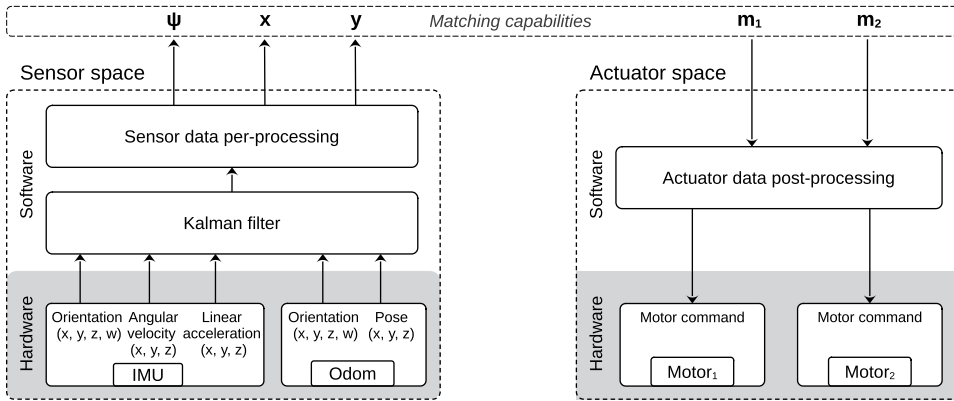 ψ x y Matching capabilities m₁ m₂
Sensor space
Actuator space
Software
Sensor data per-processing
Kalman filter
Software
Actuator data post-processing
Hardware
Orientation
(x, y, z, w)
Angular
velocity
(x, y, z)
Linear
acceleration
(x, y, z)
IMU
Orientation
(x, y, z, w)
Pose
(x, y, z)
Odom
Hardware
Motor command
Motor₁
Motor command
Motor₂